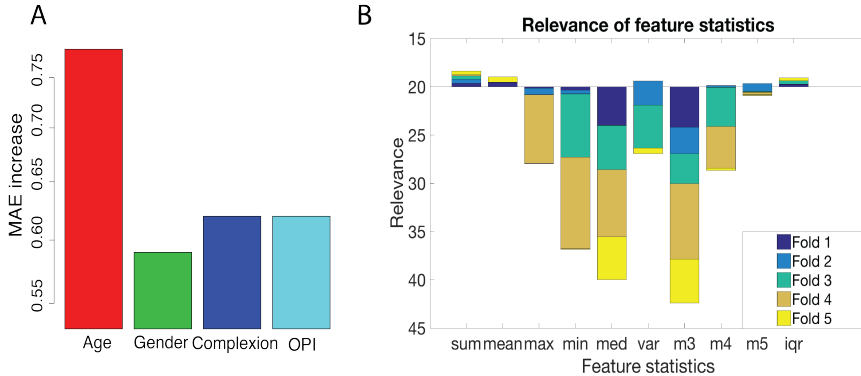 A
MAE increase
0.75
0.70
0.65
0.60
0.55
Age Gender Complexion OPI
B
Relevance of feature statistics
Relevance
15
20
25
30
35
40
45
Fold 1
Fold 2
Fold 3
Fold 4
Fold 5
sum mean max min med var m3 m4 m5 iqr
Feature statistics